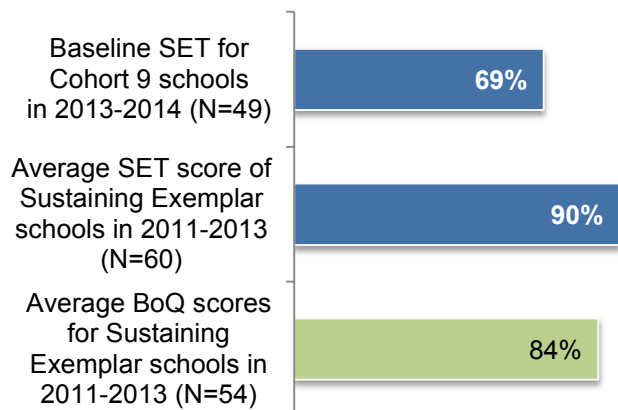 Baseline SET for
Cohort 9 schools
in 2013-2014 (N=49)
69%
Average SET score of
Sustaining Exemplar
schools in 2011-2013
(N=60)
90%
Average BoQ scores
for Sustaining
Exemplar schools in
2011-2013 (N=54)
84%